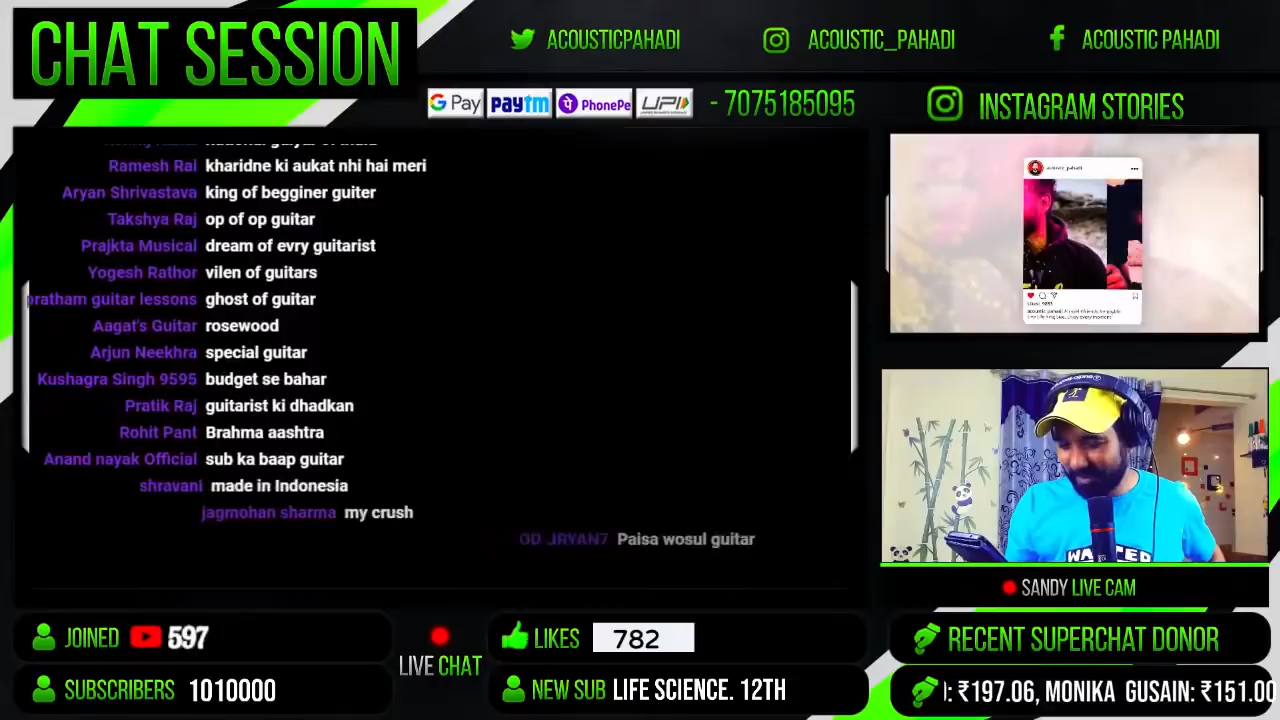 CHAT SESSION
ACOUSTICPAHADI
ACOUSTIC_PAHADI
ACOUSTIC PAHADI
G Pay paytm PhonePe UPI - 7075185095
INSTAGRAM STORIES
Ramesh Rai kharidne ki aukat nhi hai meri
Aryan Shrivastava king of begginer guiter
Takshya Raj op of op guitar
Prajkta Musical dream of evry guitarist
Yogesh Rathor vilen of guitars
pratham guitar lessons ghost of guitar
Aagat's Guitar rosewood
Arjun Neekhra special guitar
Kushagra Singh 9595 budget se bahar
Pratik Raj guitarist ki dhadkan
Rohit Pant Brahma aashtra
Anand nayak Official sub ka baap guitar
shravani made in Indonesia
jagmohan sharma my crush
OD_JRYAN7 Paisa wosul guitar
acoustic_pahadi
SANDY LIVE CAM
JOINED 597
LIVE CHAT
LIKES 782
RECENT SUPERCHAT DONOR
SUBSCRIBERS 1010000
NEW SUB LIFE SCIENCE. 12TH
: ₹197.06, MONIKA GUSAIN: ₹151.00